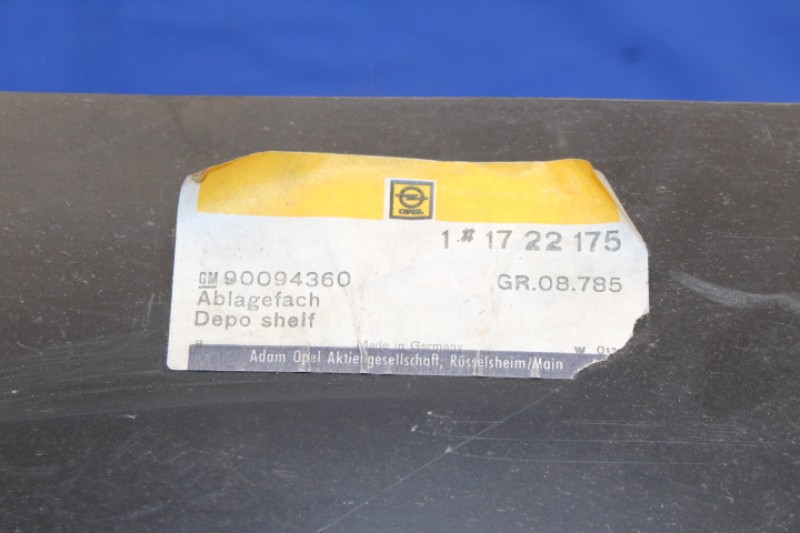 OPEL
1.# 17 22 175
GM 90094360 GR.08.785
Ablagefach
Depo shelf
Made in Germany W
Adam Opel Aktiengesellschaft, Rüsselsheim/Main